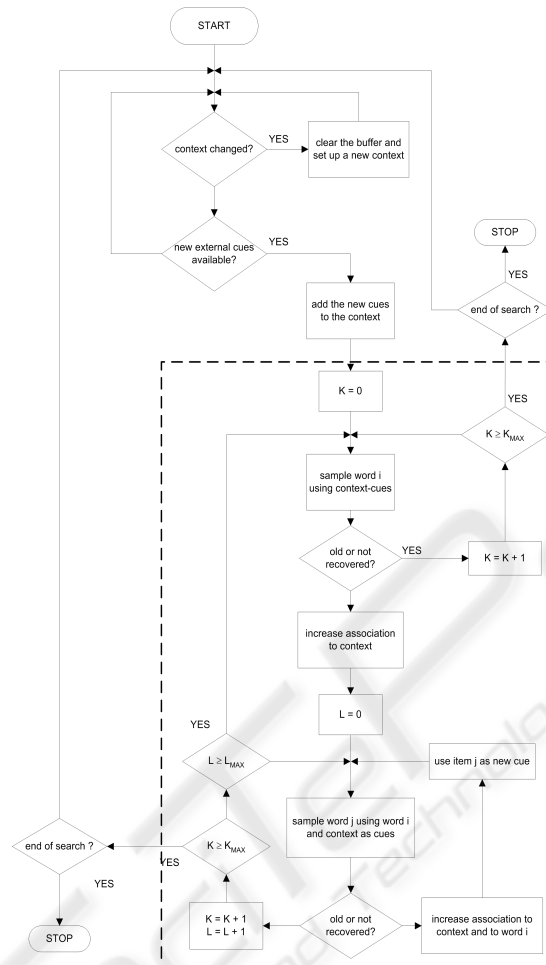 START
context changed?
YES
clear the buffer and
set up a new context
new external cues
available?
YES
STOP
YES
add the new cues
to the context
end of search ?
YES
K = 0
K ≥ KMAX
sample word i
using context-cues
old or not
recovered?
YES
K = K + 1
increase association
to context
L = 0
YES
L ≥ LMAX
use item j as new cue
sample word j using word i
and context as cues
end of search ?
YES
K ≥ KMAX
YES
K = K + 1
L = L + 1
old or not
recovered?
increase association to
context and to word i
STOP